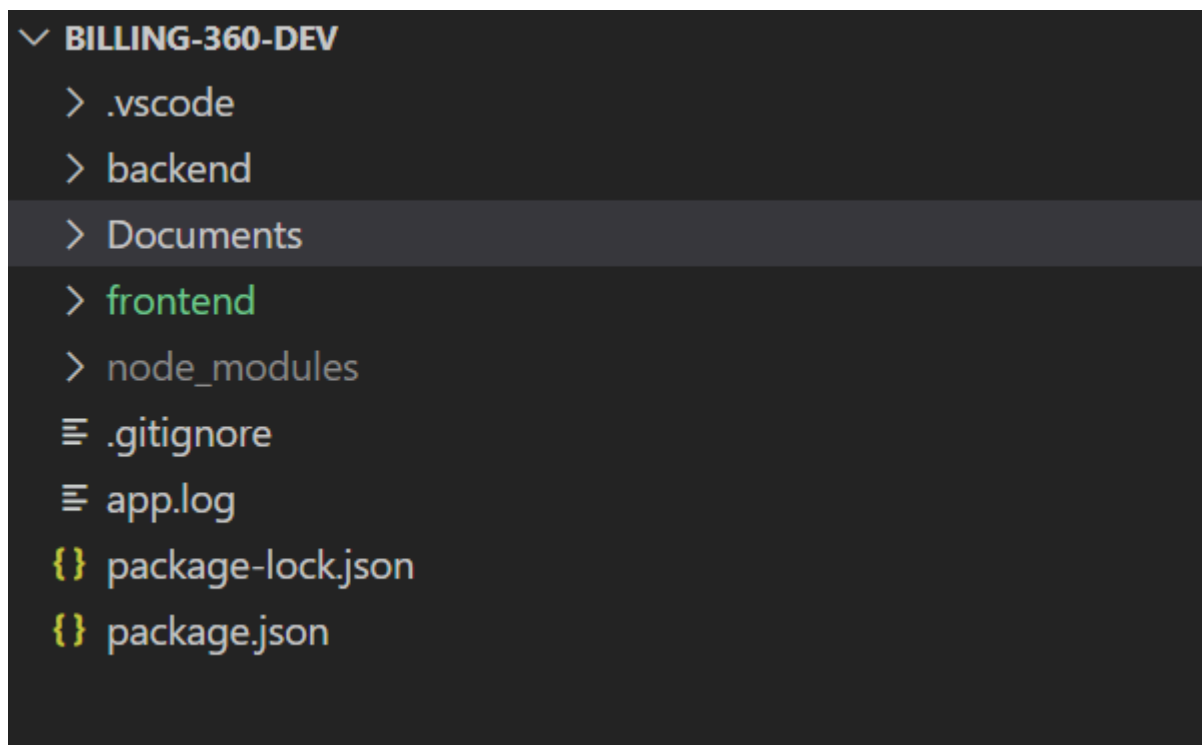 BILLING-360-DEV
.vscode
backend
Documents
frontend
node_modules
.gitignore
app.log
{} package-lock.json
{} package.json